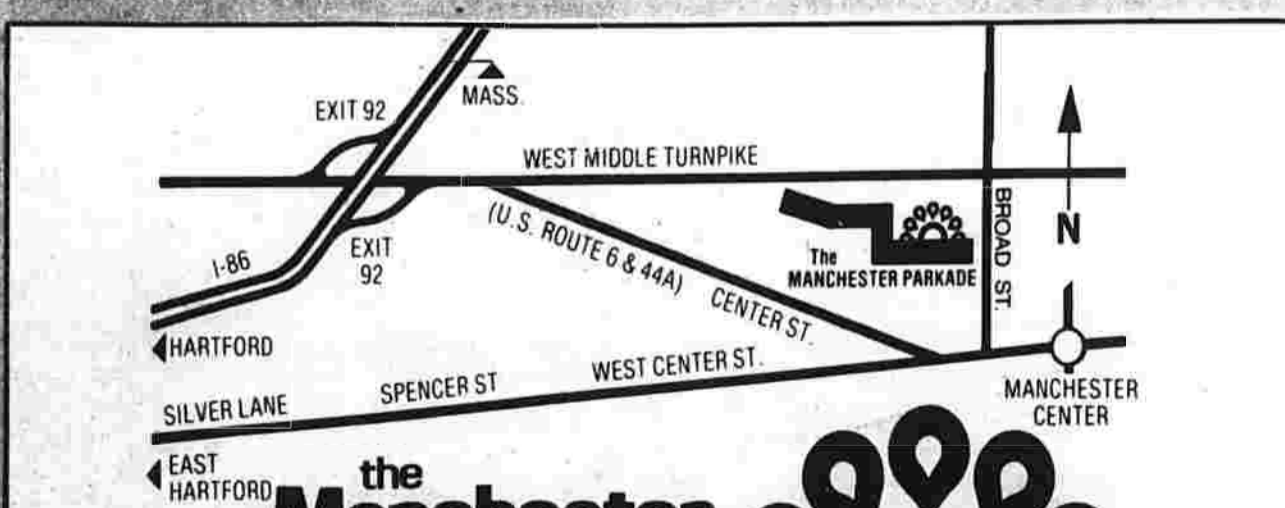 EXIT 92
MASS.
WEST MIDDLE TURNPIKE
(U.S. ROUTE 6 & 44A)
CENTER ST.
BROAD ST.
N
The
MANCHESTER PARKADE
EXIT
92
I-86
HARTFORD
WEST CENTER ST.
SPENCER ST
SILVER LANE
MANCHESTER
CENTER
EAST
HARTFORD
the
Manchester